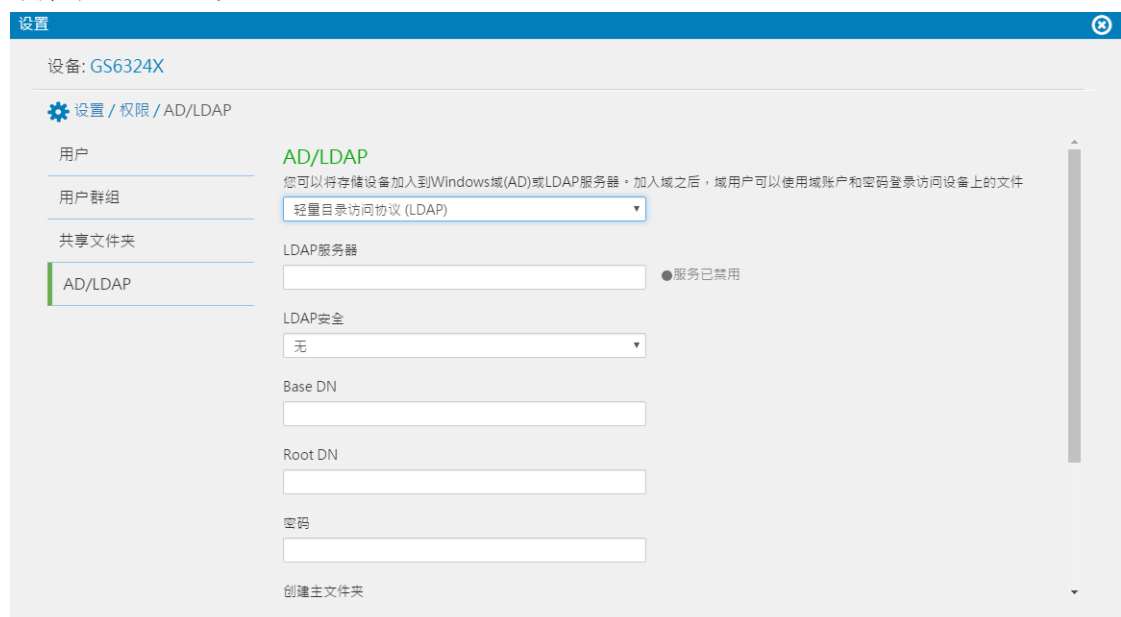 设置
设备: GS6324X
设置 / 权限 / AD/LDAP
用户
用户群组
共享文件夹
AD/LDAP
AD/LDAP
您可以将存储设备加入到Windows域(AD)或LDAP服务器。加入域之后，域用户可以使用域账户和密码登录访问设备上的文件
轻量目录访问协议 (LDAP)
LDAP服务器
●服务已禁用
LDAP安全
无
Base DN
Root DN
密码
创建主文件夹